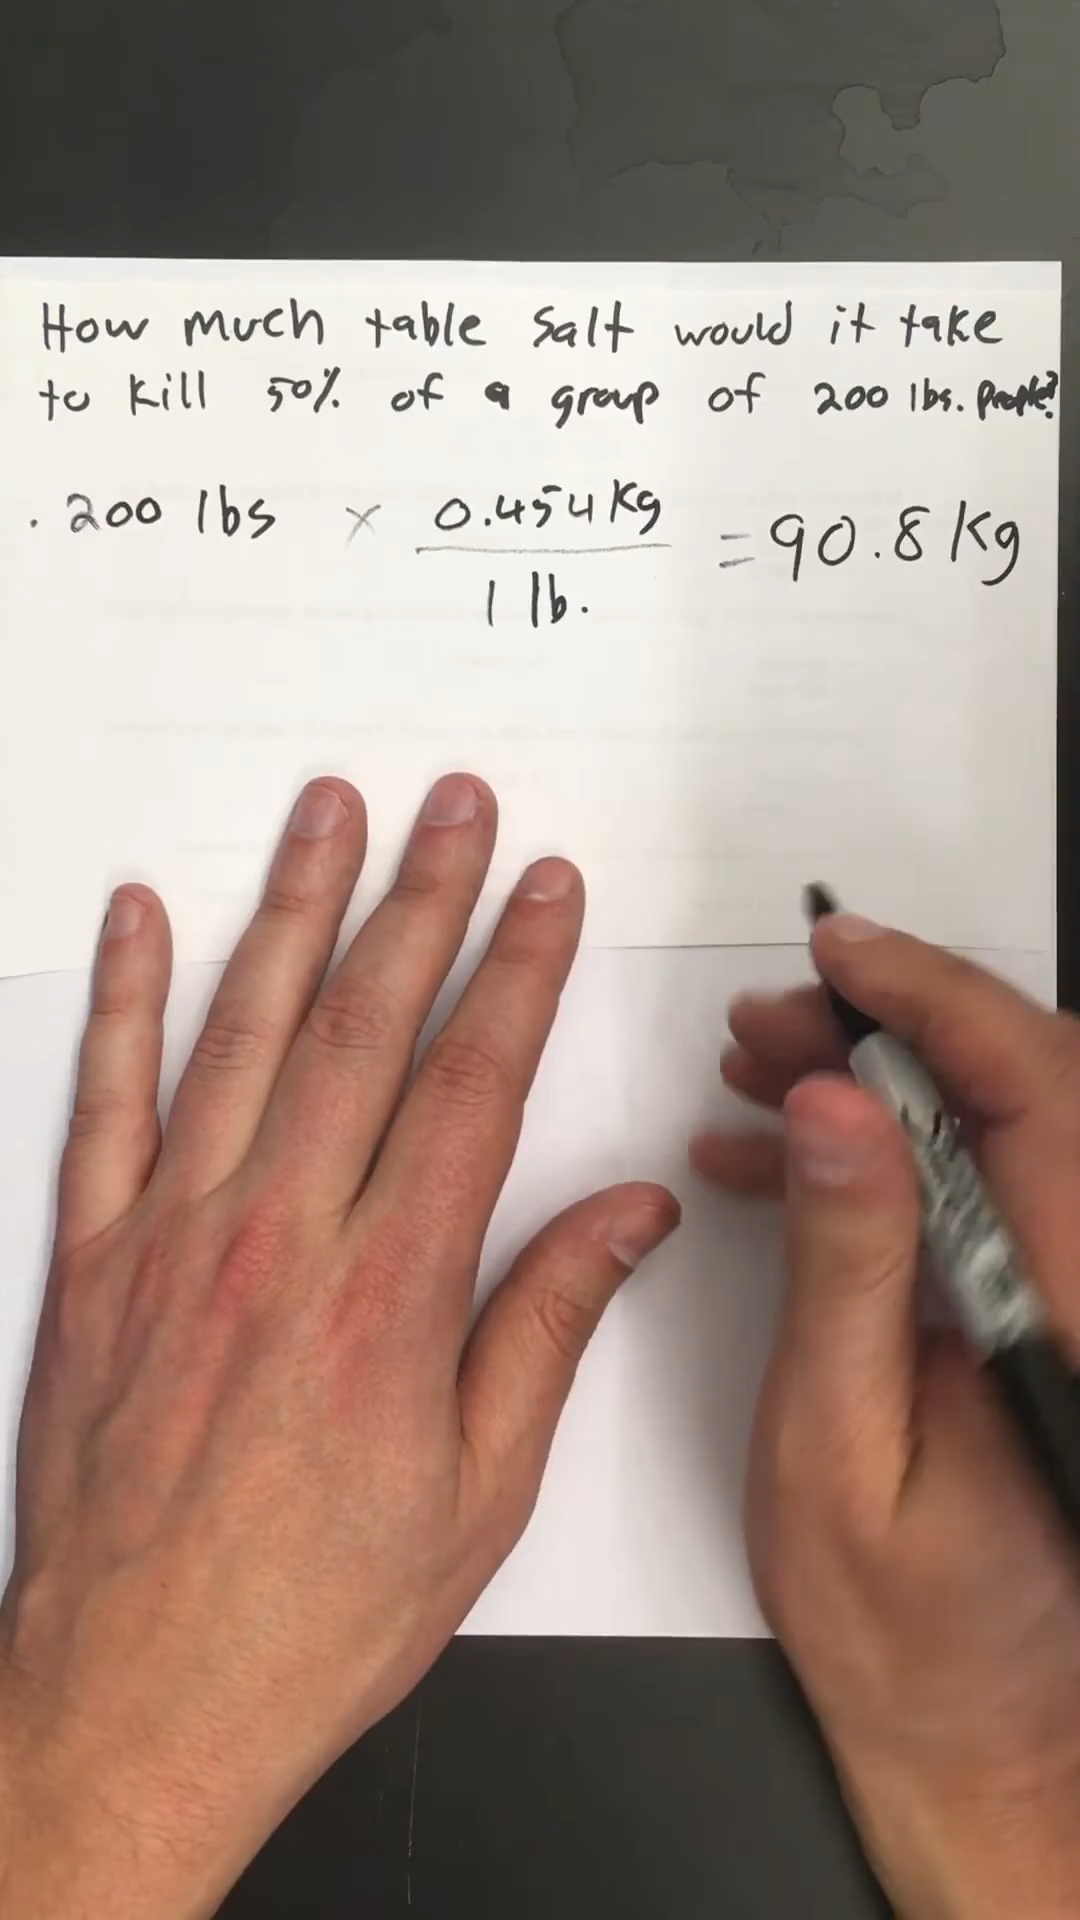 How much table salt would it take
to kill 50% of a group of 200 lbs. people?
. 200 lbs × 0.454 Kg = 90.8 Kg
1 lb.